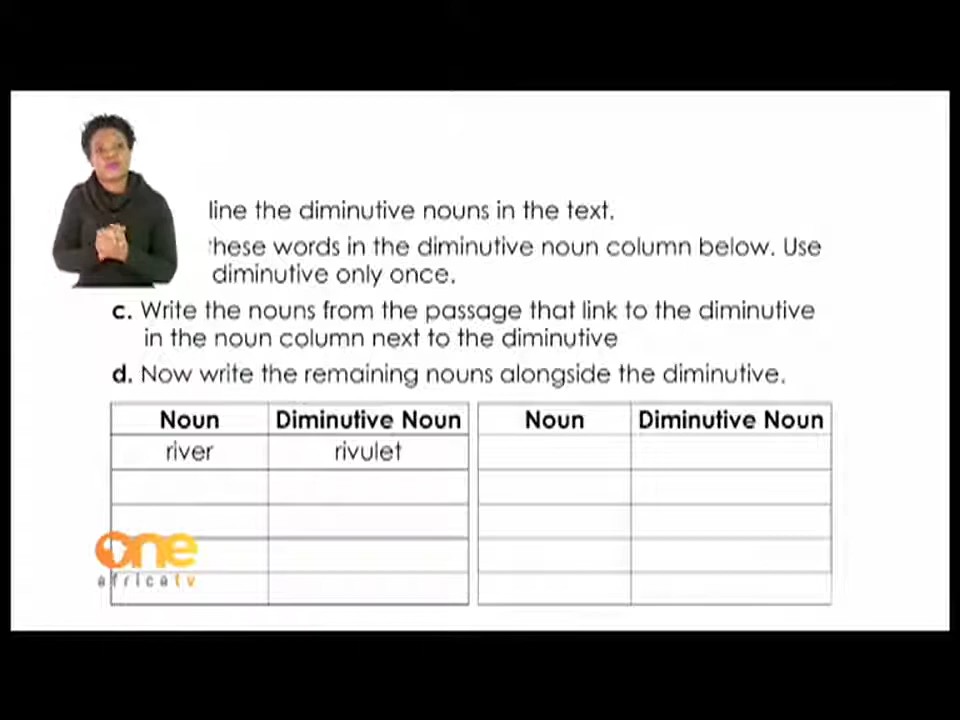 line the diminutive nouns in the text.
these words in the diminutive noun column below. Use
diminutive only once.
c. Write the nouns from the passage that link to the diminutive
in the noun column next to the diminutive
d. Now write the remaining nouns alongside the diminutive.
Noun Diminutive Noun Noun Diminutive Noun
river rivulet
one
africa tv